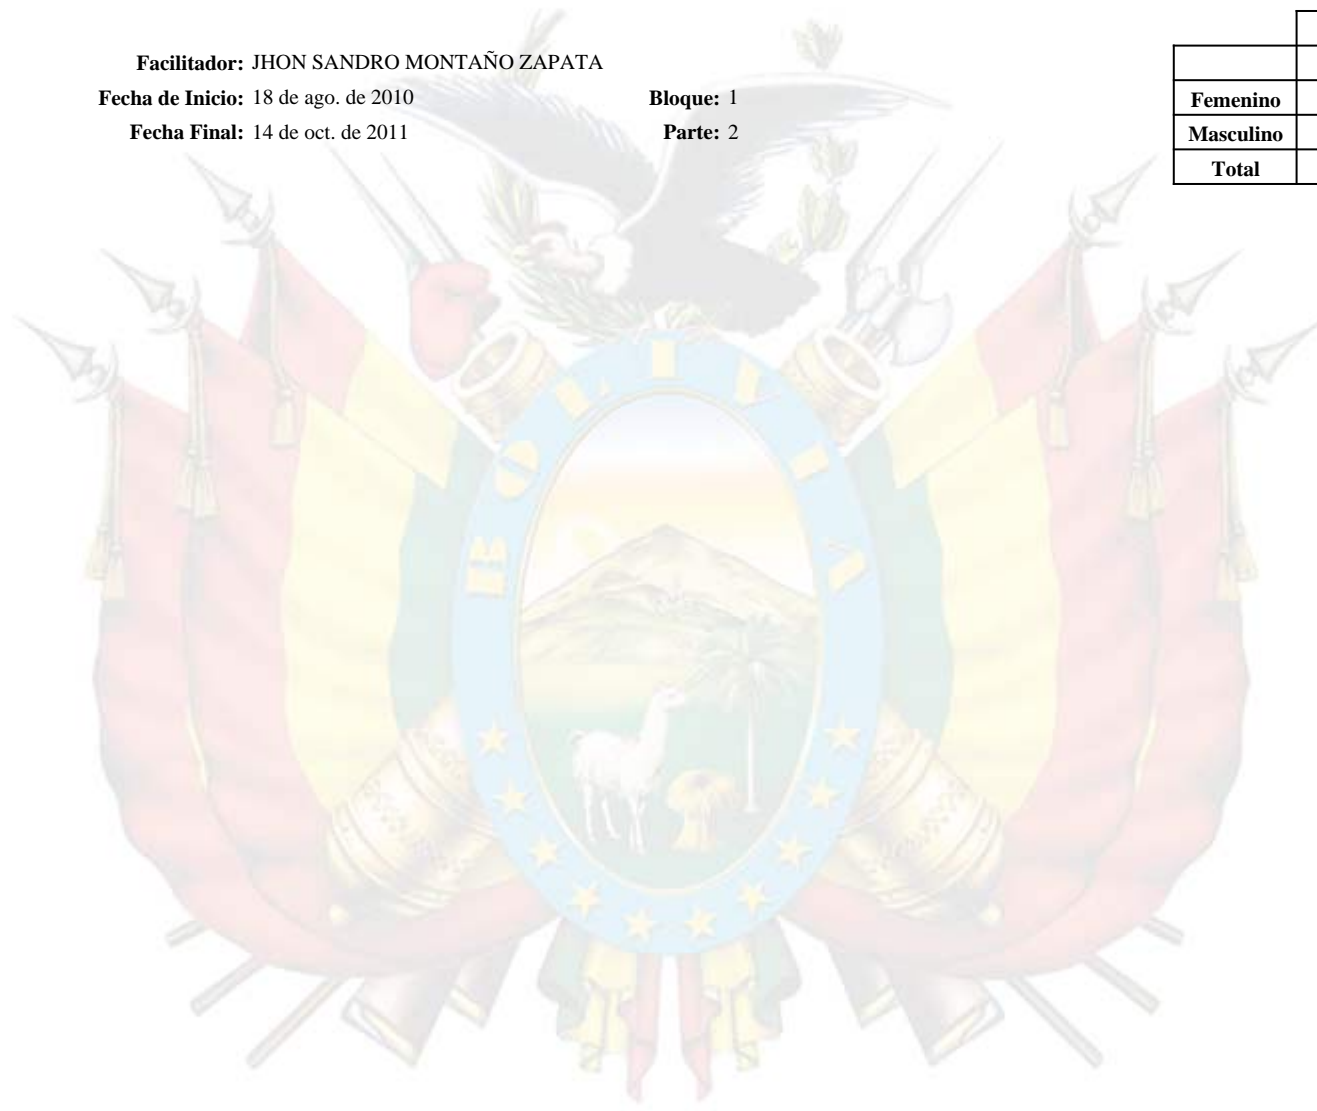 Facilitador: JHON SANDRO MONTAÑO ZAPATA
Fecha de Inicio: 18 de ago. de 2010 Bloque: 1
Fecha Final: 14 de oct. de 2011 Parte: 2
Femenino
Masculino
Total
BOLIVIA